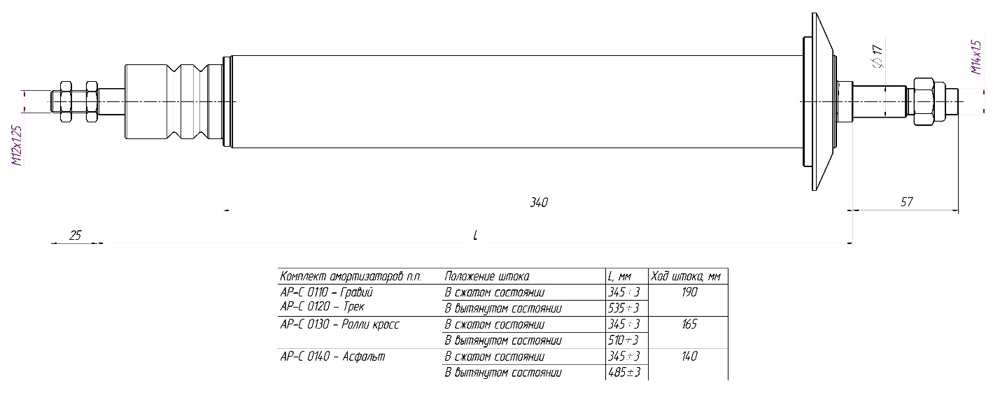 ⌀17
M14x1.5
M12x1.25
340
57
25
L
Комплект амортизаторов п.п. Положение штока L, мм Ход штока, мм
АР-С 0110 - Гравий В сжатом состоянии 345±3 190
АР-С 0120 - Трек В вытянутом состоянии 535±3
АР-С 0130 - Ралли кросс В сжатом состоянии 345±3 165
В вытянутом состоянии 510±3
АР-С 0140 - Асфальт В сжатом состоянии 345±3 140
В вытянутом состоянии 485±3